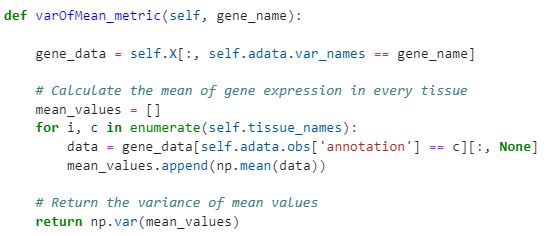 def varOfMean_metric(self, gene_name):
    gene_data = self.X[:, self.adata.var_names == gene_name]
    # Calculate the mean of gene expression in every tissue
    mean_values = []
    for i, c in enumerate(self.tissue_names):
        data = gene_data[self.adata.obs['annotation'] == c][:, None]
        mean_values.append(np.mean(data))
    # Return the variance of mean values
    return np.var(mean_values)